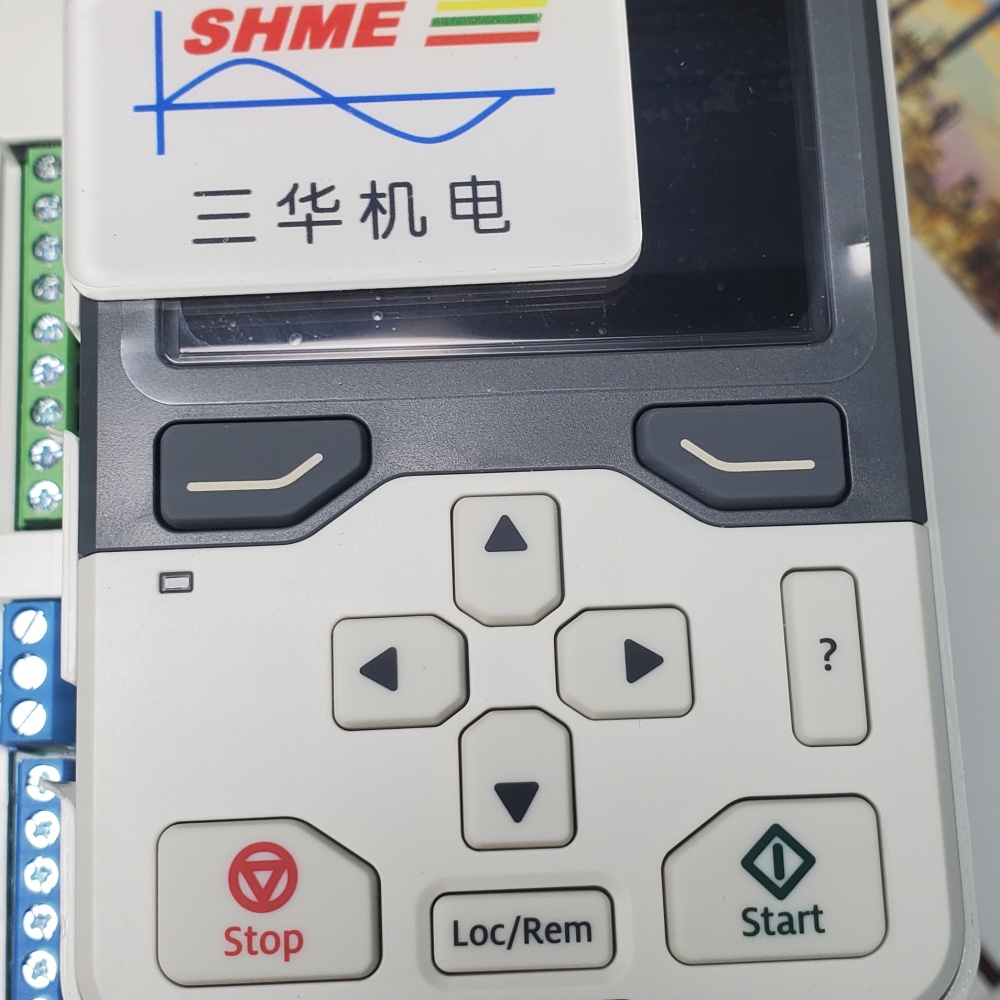 SHME
三华机电
?
Stop
Loc/Rem
Start